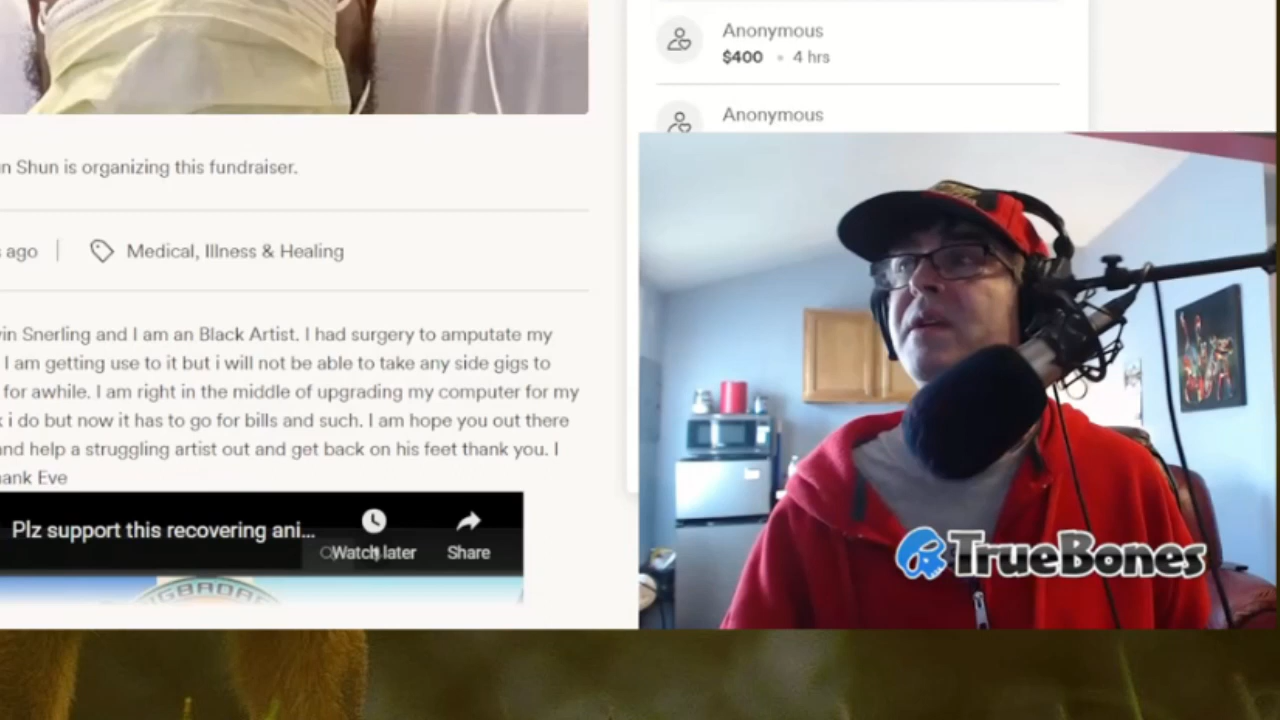 Anonymous
$400 • 4 hrs
Anonymous
n Shun is organizing this fundraiser.
s ago
Medical, Illness & Healing
vin Snerling and I am an Black Artist. I had surgery to amputate my
I am getting use to it but i will not be able to take any side gigs to
for awhile. I am right in the middle of upgrading my computer for my
k i do but now it has to go for bills and such. I am hope you out there
and help a struggling artist out and get back on his feet thank you. I
hank Eve
Plz support this recovering ani...
Watch later
Share
TrueBones